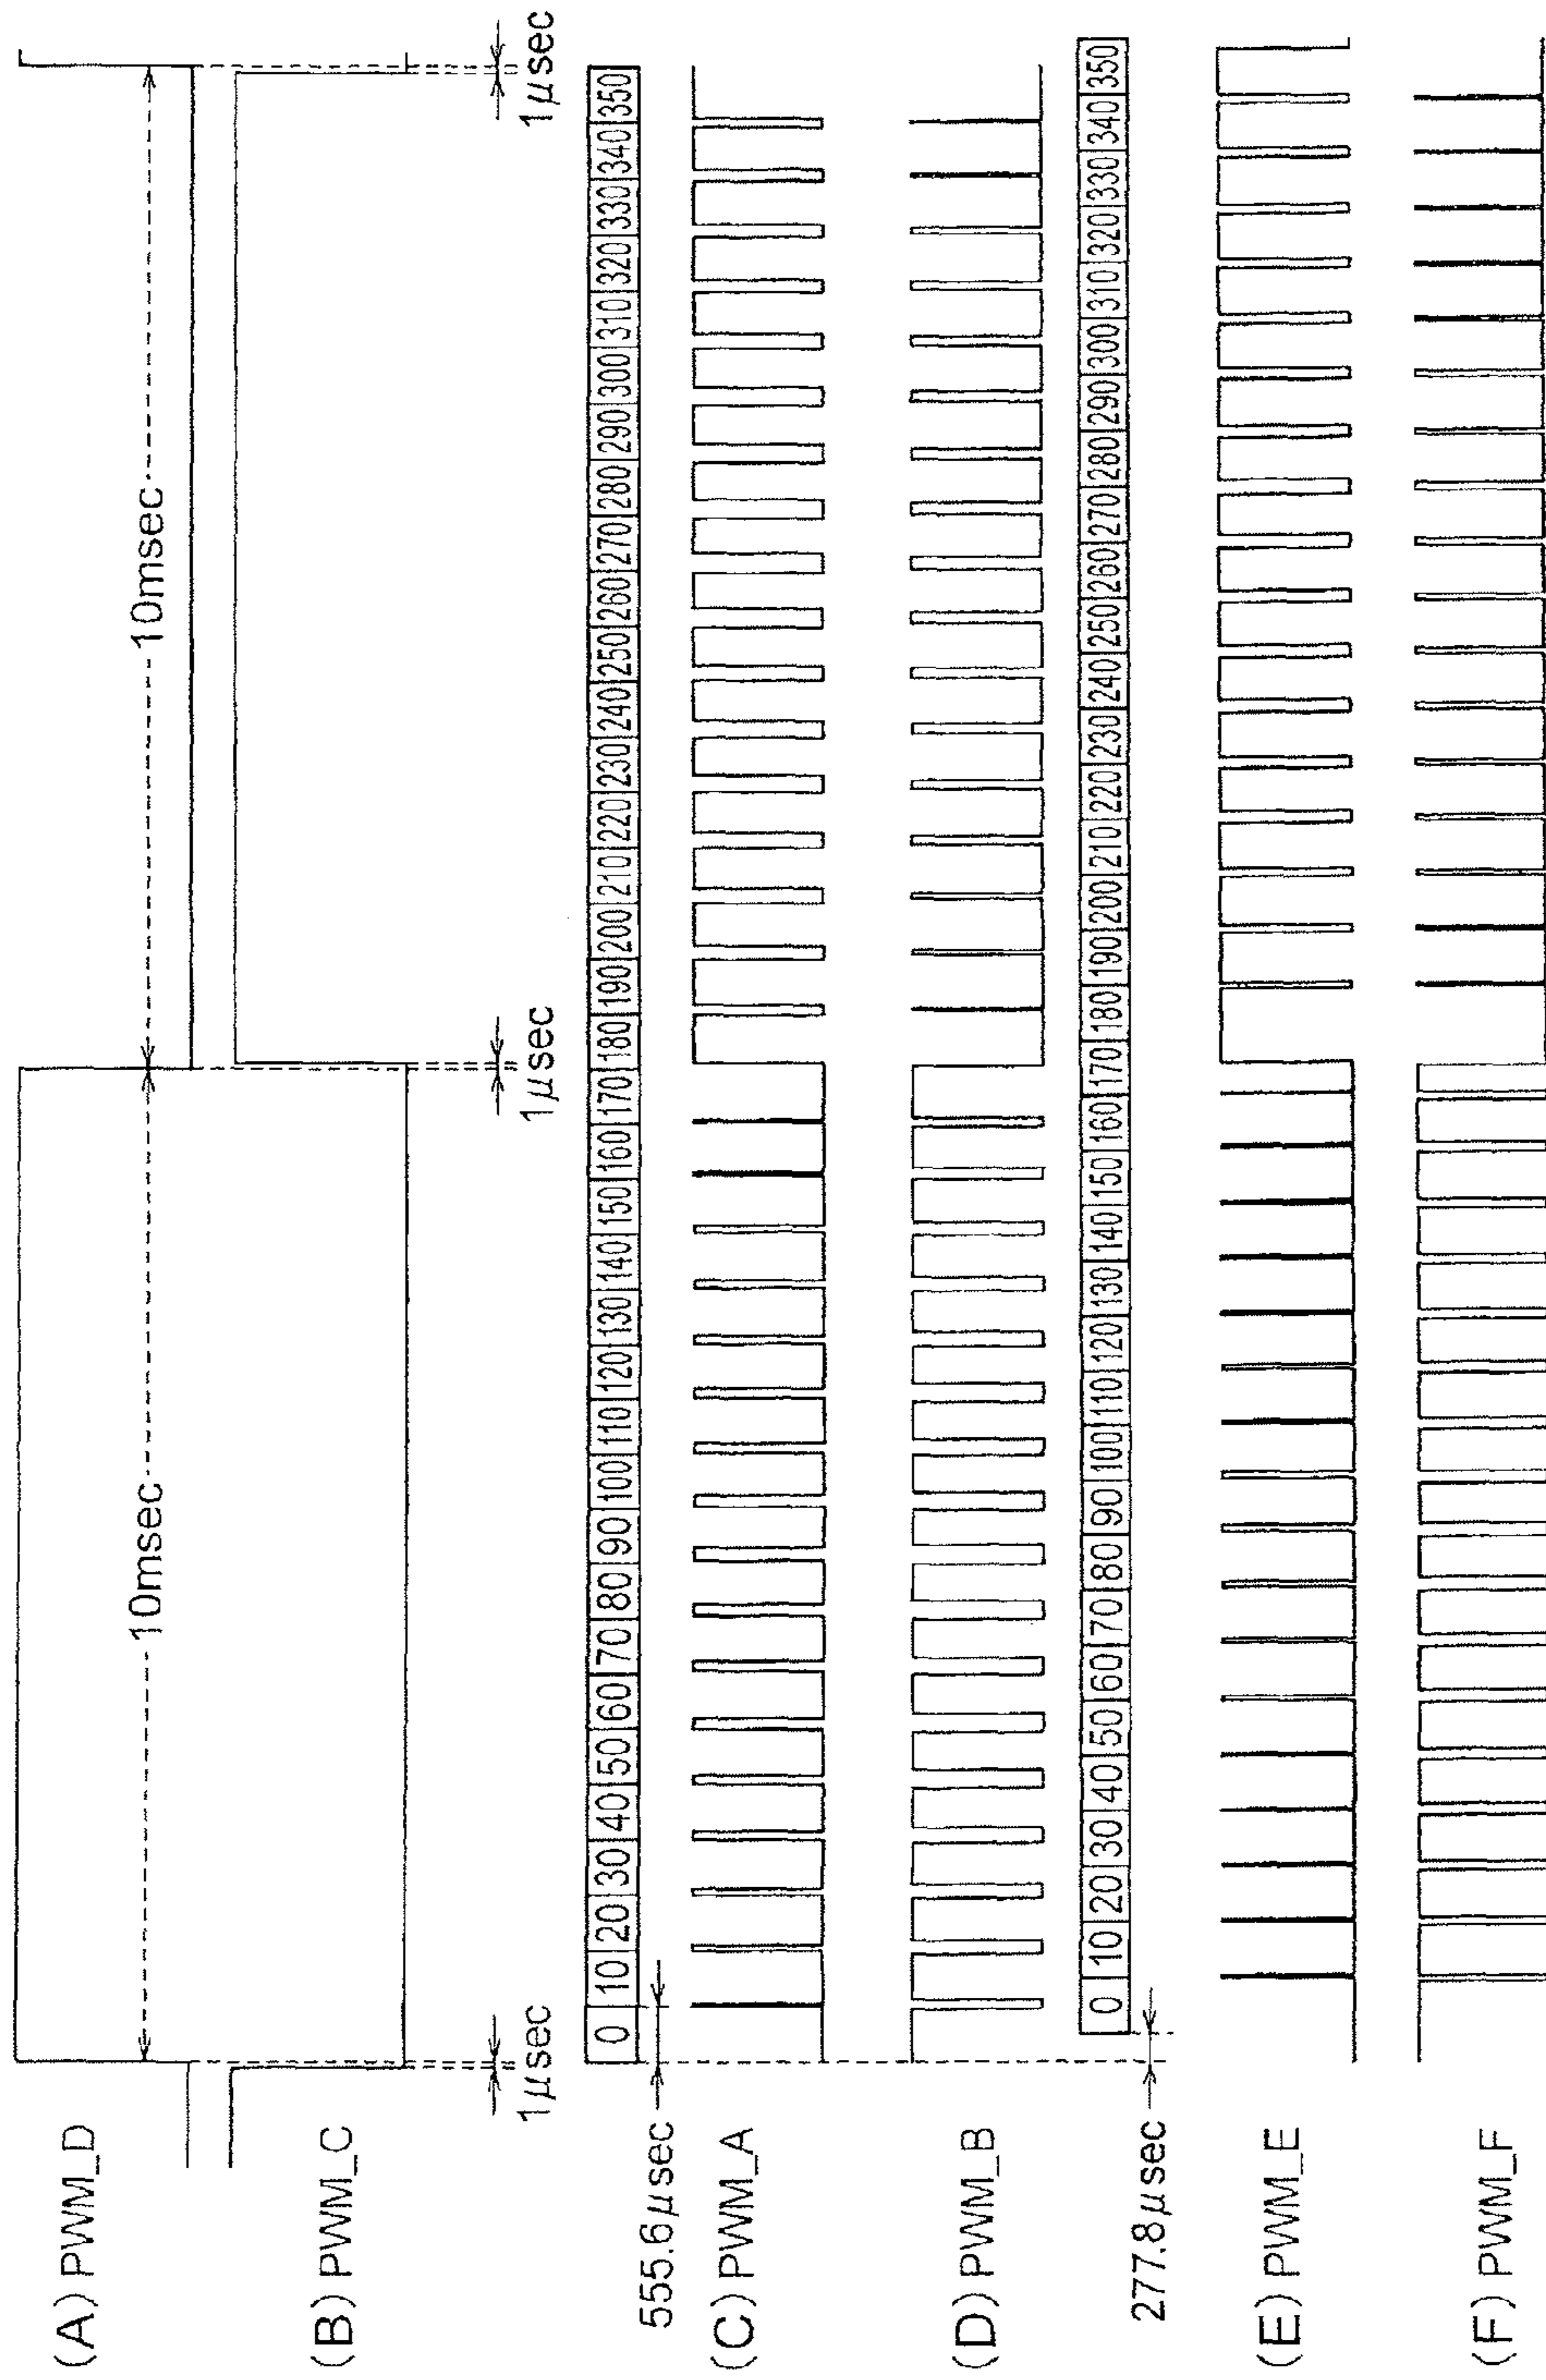 (A) PWM_D
10msec
10msec
(B) PWM_C
1μsec
1μsec
1μsec
0 10 20 30 40 50 60 70 80 90 100 110 120 130 140 150 160 170 180 190 200 210 220 230 240 250 260 270 280 290 300 310 320 330 340 350
555.6μsec
(C) PWM_A
(D) PWM_B
0 10 20 30 40 50 60 70 80 90 100 110 120 130 140 150 160 170 180 190 200 210 220 230 240 250 260 270 280 290 300 310 320 330 340 350
277.8μsec
(E) PWM_E
(F) PWM_F